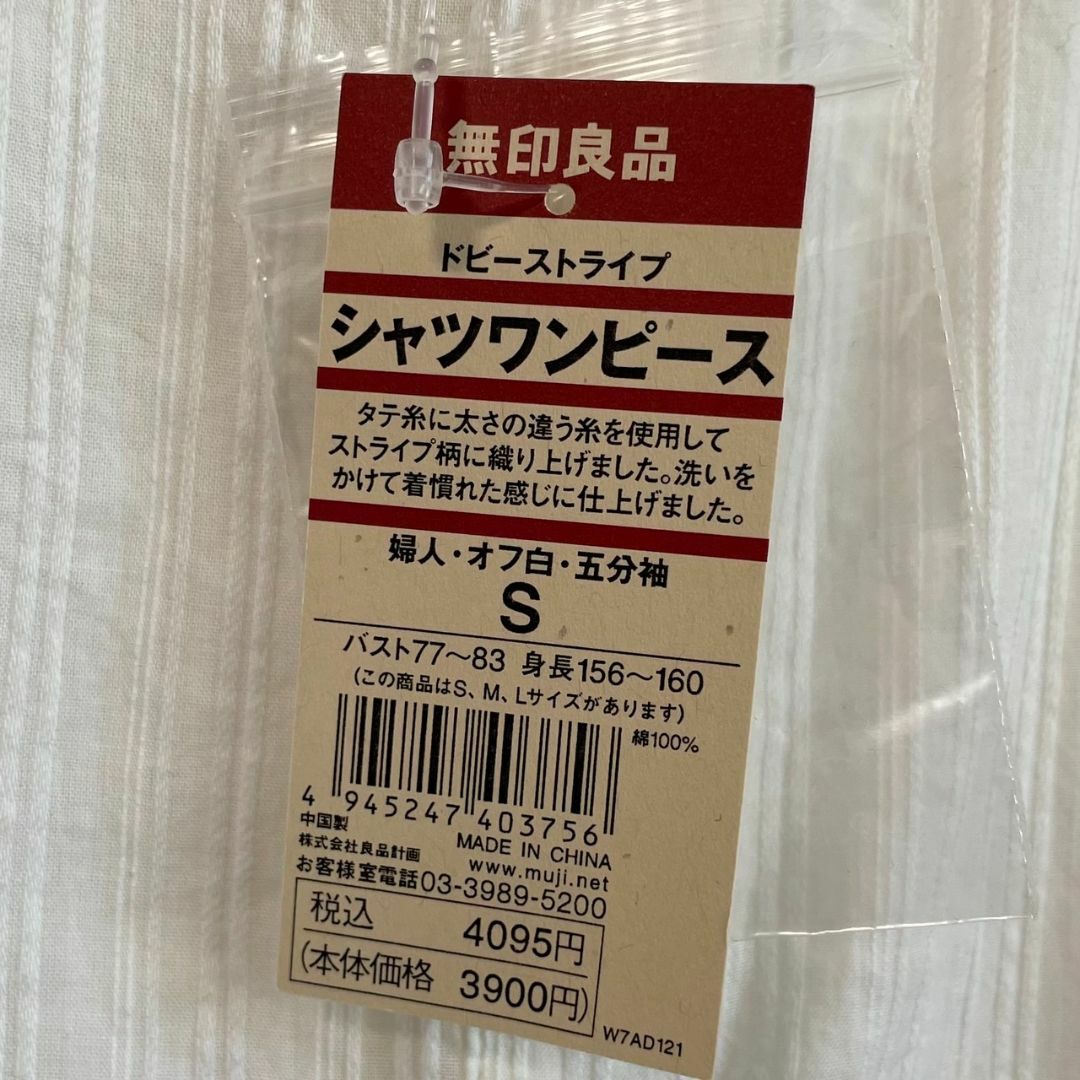 無印良品
ドビーストライプ
シャツワンピース
タテ糸に太さの違う糸を使用して
ストライプ柄に織り上げました。洗いを
かけて着慣れた感じに仕上げました。
婦人・オフ白・五分袖
S
バスト77〜83 身長156〜160
(この商品はS、M、Lサイズがあります)
綿100%
4 945247 403756
中国製
MADE IN CHINA
株式会社良品計画
www.muji.net
お客様室電話03-3989-5200
税込 4095円
(本体価格 3900円)
W7AD121